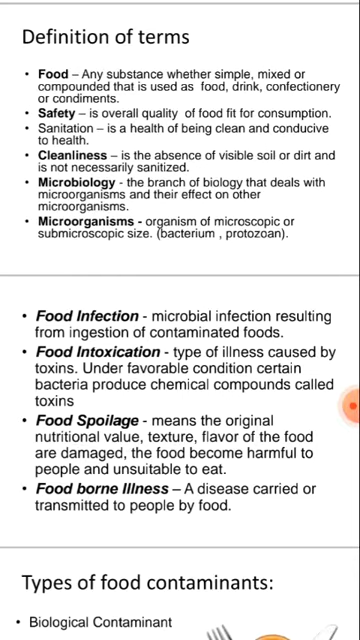 Definition of terms
• Food – Any substance whether simple, mixed or
compounded that is used as food, drink, confectionery
or condiments.
• Safety – is overall quality of food fit for consumption.
• Sanitation – is a health of being clean and conducive
to health.
• Cleanliness – is the absence of visible soil or dirt and
is not necessarily sanitized.
• Microbiology - the branch of biology that deals with
microorganisms and their effect on other
microorganisms.
• Microorganisms - organism of microscopic or
submicroscopic size. (bacterium , protozoan).
• Food Infection - microbial infection resulting
from ingestion of contaminated foods.
• Food Intoxication - type of illness caused by
toxins. Under favorable condition certain
bacteria produce chemical compounds called
toxins
• Food Spoilage - means the original
nutritional value, texture, flavor of the food
are damaged, the food become harmful to
people and unsuitable to eat.
• Food borne Illness – A disease carried or
transmitted to people by food.
Types of food contaminants:
• Biological Contaminant